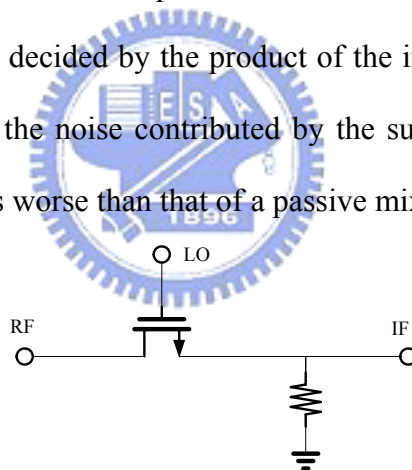 decided by the product of the i
the noise contributed by the su
s worse than that of a passive mix
E S A
1896
LO
RF
IF